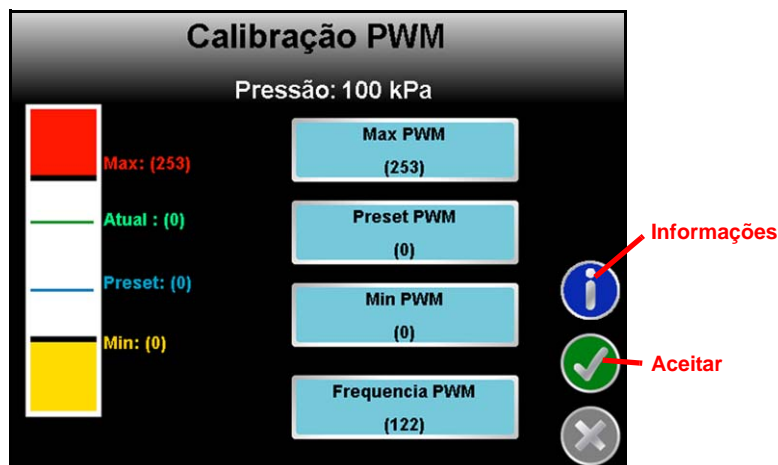 Calibração PWM
Pressão: 100 kPa
Max: (253)
Atual : (0)
Preset: (0)
Min: (0)
Max PWM
(253)
Preset PWM
(0)
Min PWM
(0)
Frequencia PWM
(122)
Informações
Aceitar